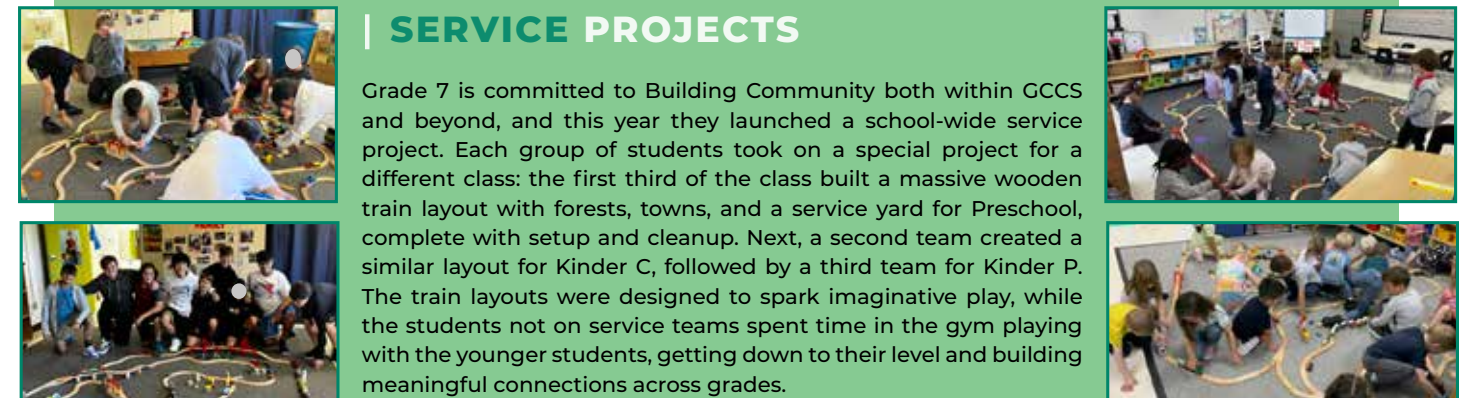 | SERVICE PROJECTS
Grade 7 is committed to Building Community both within GCCS
and beyond, and this year they launched a school-wide service
project. Each group of students took on a special project for a
different class: the first third of the class built a massive wooden
train layout with forests, towns, and a service yard for Preschool,
complete with setup and cleanup. Next, a second team created a
similar layout for Kinder C, followed by a third team for Kinder P.
The train layouts were designed to spark imaginative play, while
the students not on service teams spent time in the gym playing
with the younger students, getting down to their level and building
meaningful connections across grades.
FAMILY